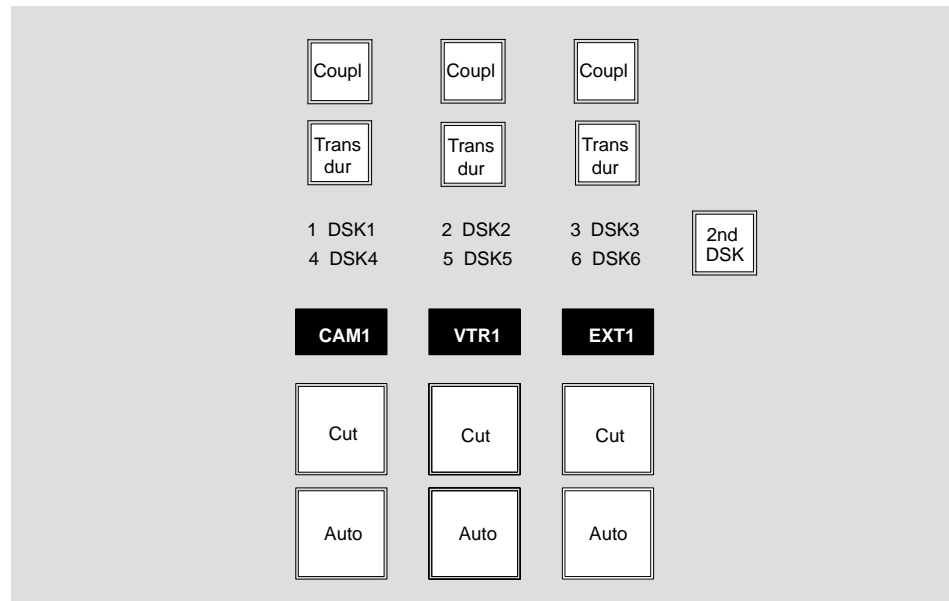 Coupl Coupl Coupl
Trans dur Trans dur Trans dur
1 DSK1 2 DSK2 3 DSK3
4 DSK4 5 DSK5 6 DSK6
2nd
DSK
CAM1 VTR1 EXT1
Cut Cut Cut
Auto Auto Auto